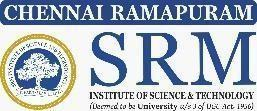 CHENNAI RAMAPURAM
SRM
INSTITUTE OF SCIENCE & TECHNOLOGY
(Deemed to be University u/s 3 of UGC Act, 1956)